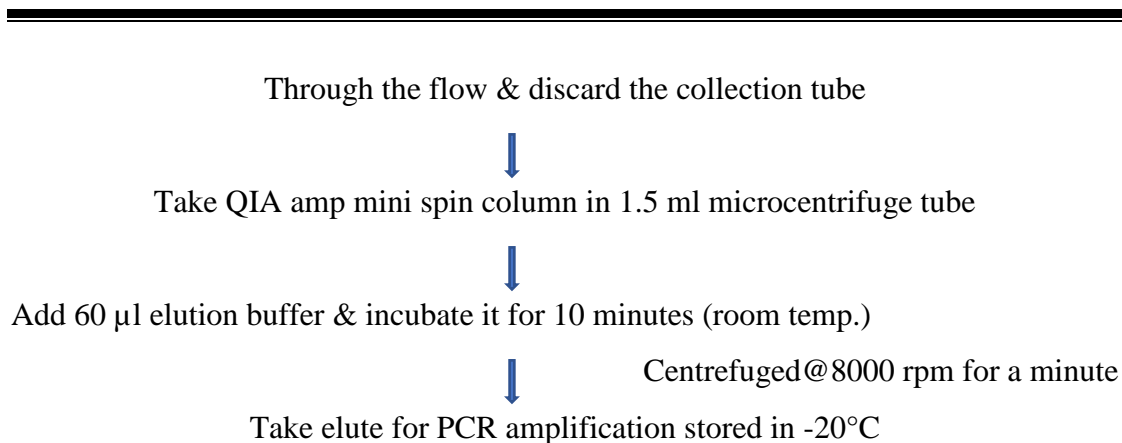 Through the flow & discard the collection tube
Take QIA amp mini spin column in 1.5 ml microcentrifuge tube
Add 60 µl elution buffer & incubate it for 10 minutes (room temp.)
Centrefuged@8000 rpm for a minute
Take elute for PCR amplification stored in -20°C